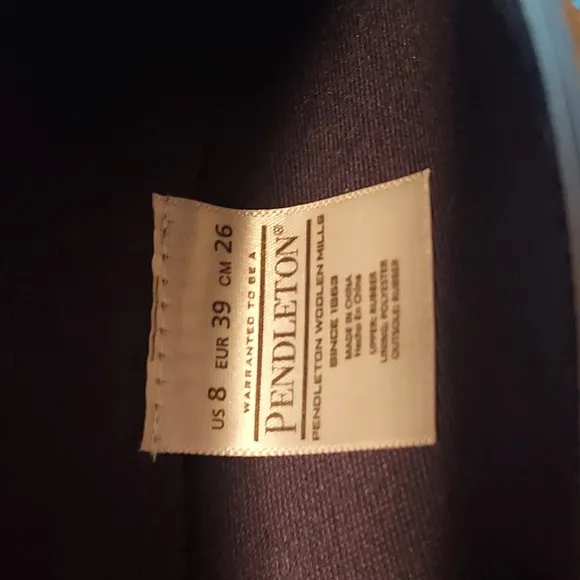 US 8 EUR 39 CM 26
WARRANTED TO BE A
PENDLETON®
PENDLETON WOOLEN MILLS
SINCE 1863
MADE IN CHINA
Hecho En China
UPPER: RUBBER
LINING: POLYESTER
OUTSOLE: RUBBER